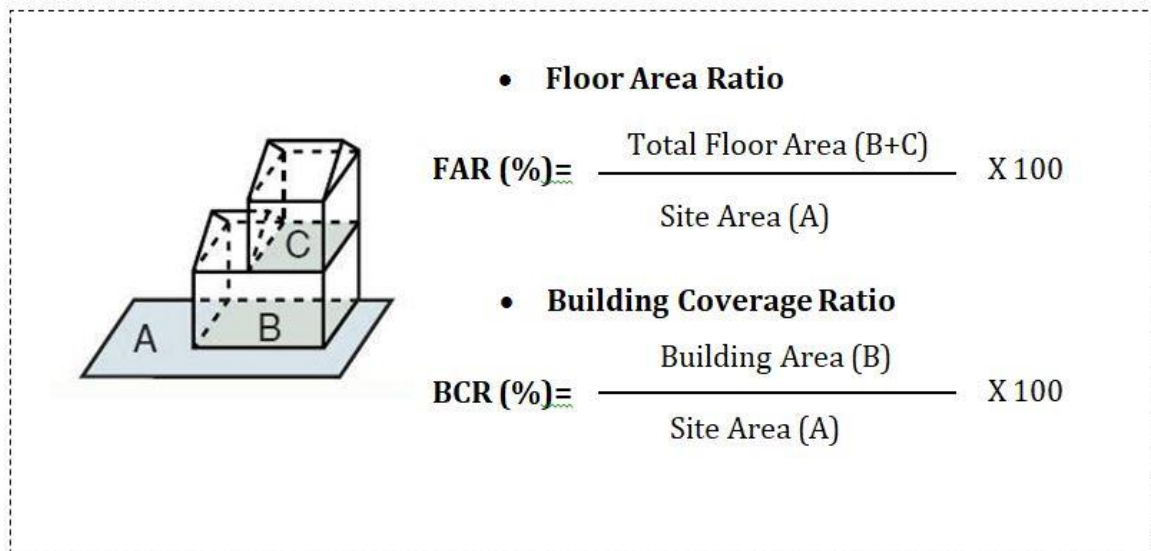 • Floor Area Ratio
FAR (%)= Total Floor Area (B+C) X 100
Site Area (A)
• Building Coverage Ratio
BCR (%)= Building Area (B) X 100
Site Area (A)
A
B
C